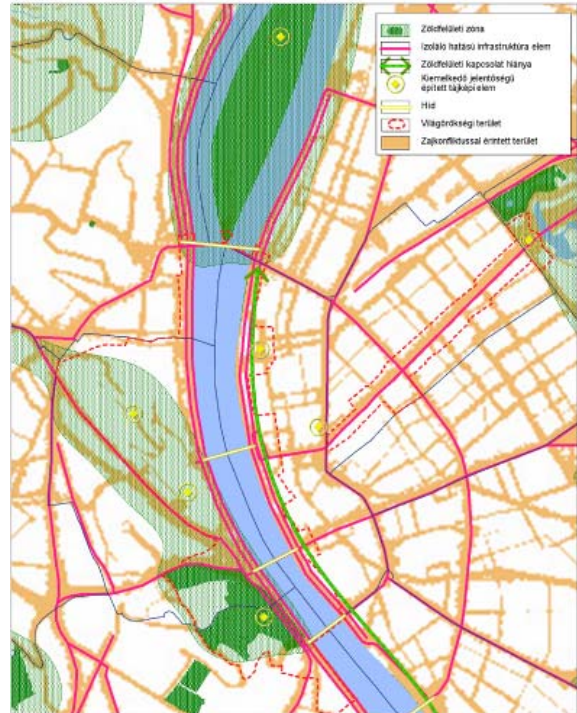 Zöldfelületi zóna
Izoláló hatású infrastruktúra elem
Zöldfelületi kapcsolat hiánya
Kiemelkedő jelentőségű
épített tájképi elem
Híd
Világörökségi terület
Zajkonfliktussal érintett terület